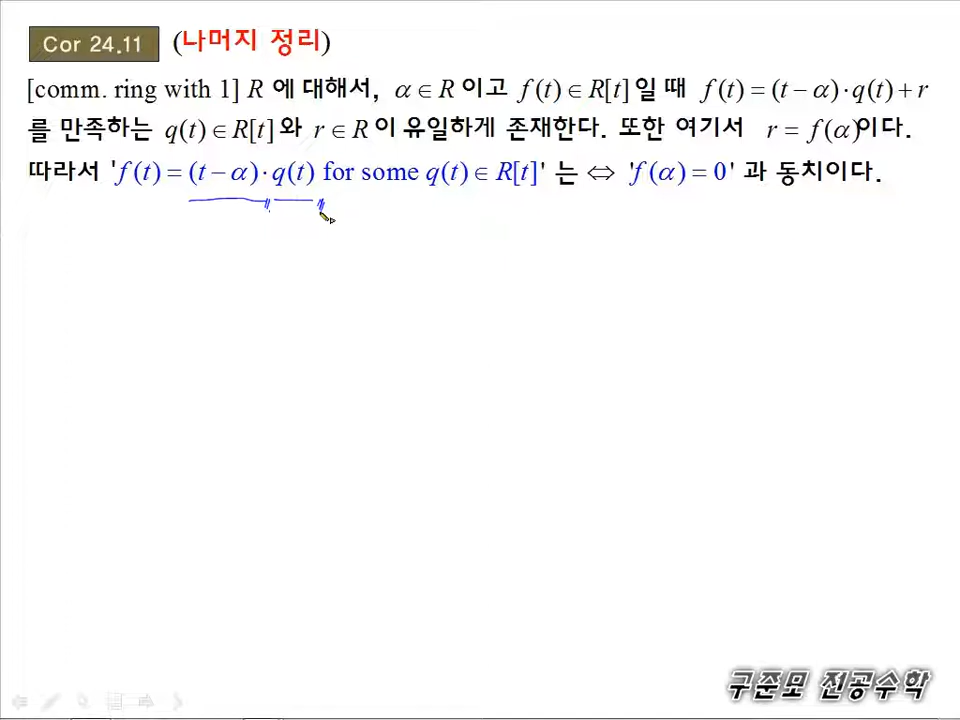 Cor 24.11 (나머지 정리)
[comm. ring with 1] R 에 대해서, α ∈ R 이고 f(t) ∈ R[t] 일 때 f(t) = (t − α)·q(t) + r
를 만족하는 q(t) ∈ R[t] 와 r ∈ R 이 유일하게 존재한다. 또한 여기서 r = f(α)이다.
따라서 'f(t) = (t − α)·q(t) for some q(t) ∈ R[t]' 는 ⇔ 'f(α) = 0' 과 동치이다.
구준모 전공수학